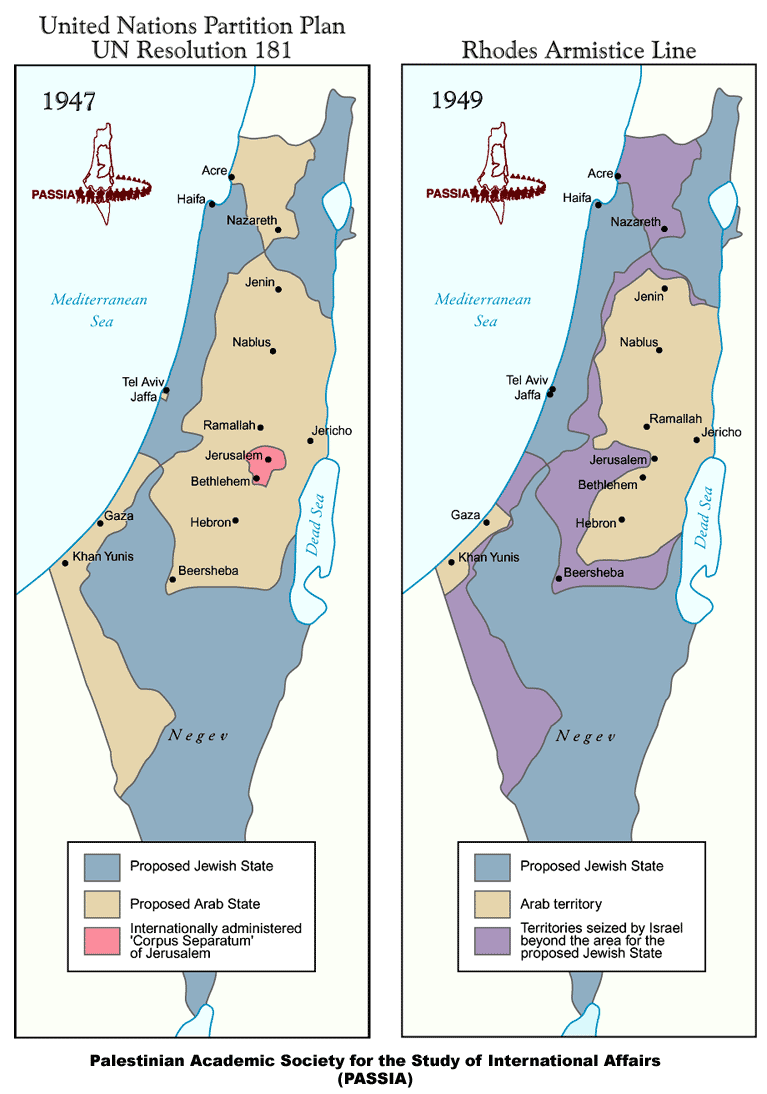 United Nations Partition Plan
UN Resolution 181
1947
PASSIA
Acre
Haifa
Nazareth
Jenin
Mediterranean
Sea
Nablus
Tel Aviv
Jaffa
Ramallah
Jericho
Jerusalem
Bethlehem
Gaza
Hebron
Dead Sea
Khan Yunis
Beersheba
Negev
Proposed Jewish State
Proposed Arab State
Internationally administered
'Corpus Separatum'
of Jerusalem
Rhodes Armistice Line
1949
PASSIA
Acre
Haifa
Nazareth
Jenin
Mediterranean
Sea
Nablus
Tel Aviv
Jaffa
Ramallah
Jericho
Jerusalem
Bethlehem
Gaza
Hebron
Dead Sea
Khan Yunis
Beersheba
Negev
Proposed Jewish State
Arab territory
Territories seized by Israel
beyond the area for the
proposed Jewish State
Palestinian Academic Society for the Study of International Affairs
(PASSIA)